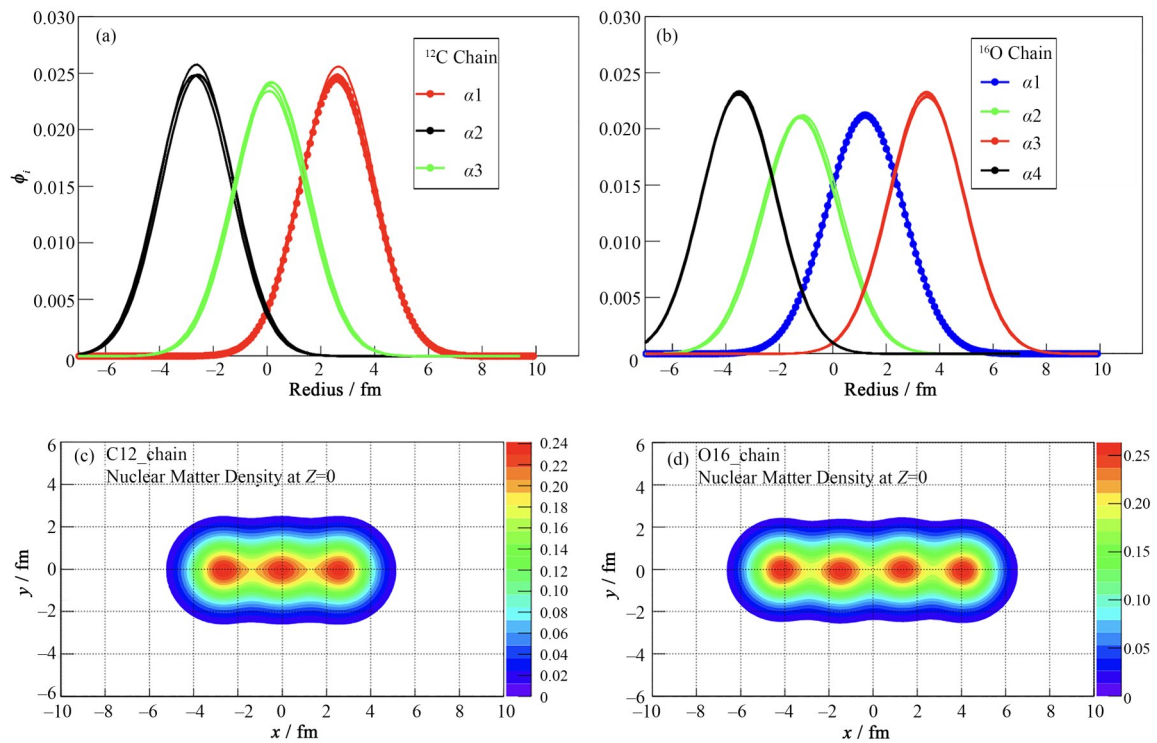 (a)
¹²C Chain
α1
α2
α3
0.030
0.025
0.020
0.015
0.010
0.005
0
ϕᵢ
−6 −4 −2 0 2 4 6 8 10
Redius / fm
(b)
¹⁶O Chain
α1
α2
α3
α4
0.030
0.025
0.020
0.015
0.010
0.005
0
−6 −4 −2 0 2 4 6 8 10
Redius / fm
(c) C12_chain
Nuclear Matter Density at Z=0
6
4
2
0
−2
−4
−6
y / fm
−10 −8 −6 −4 −2 0 2 4 6 8 10
x / fm
0.24
0.22
0.20
0.18
0.16
0.14
0.12
0.10
0.08
0.06
0.04
0.02
0
(d) O16_chain
Nuclear Matter Density at Z=0
6
4
2
0
−2
−4
−6
y / fm
−10 −8 −6 −4 −2 0 2 4 6 8 10
x / fm
0.25
0.20
0.15
0.10
0.05
0